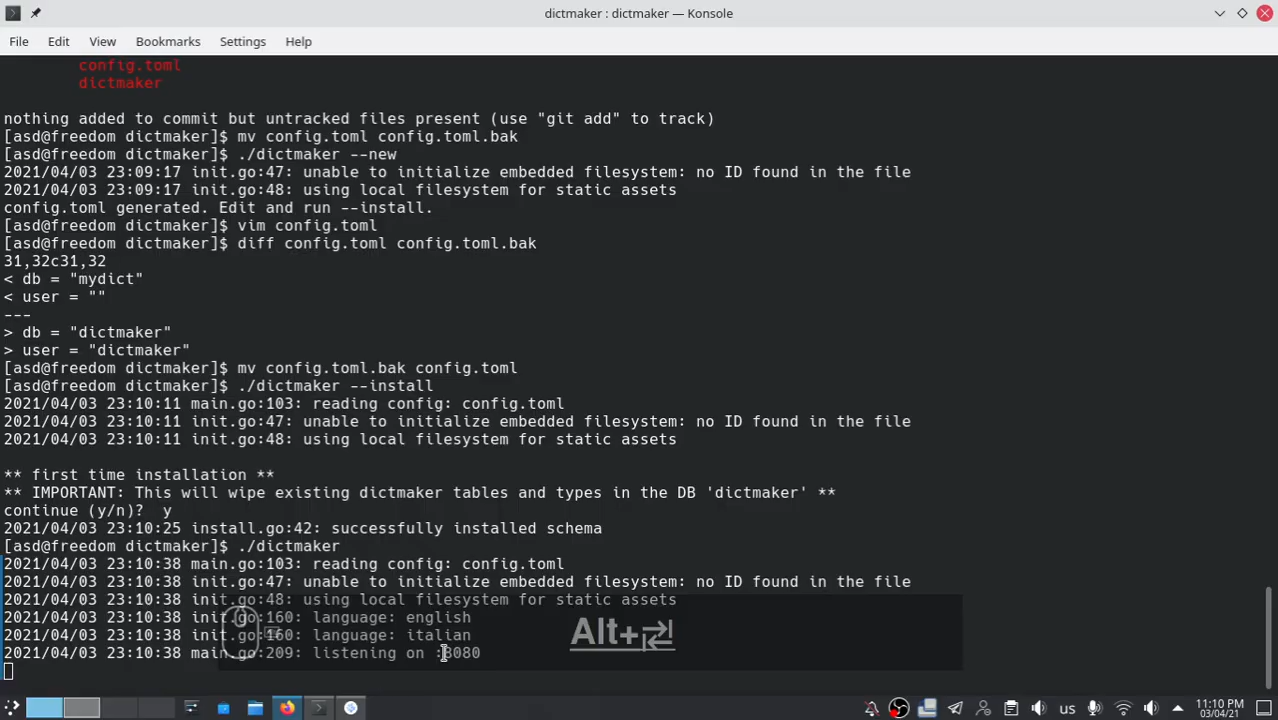 dictmaker : dictmaker — Konsole
File Edit View Bookmarks Settings Help
config.toml
dictmaker
nothing added to commit but untracked files present (use "git add" to track)
[asd@freedom dictmaker]$ mv config.toml config.toml.bak
[asd@freedom dictmaker]$ ./dictmaker --new
2021/04/03 23:09:17 init.go:47: unable to initialize embedded filesystem: no ID found in the file
2021/04/03 23:09:17 init.go:48: using local filesystem for static assets
config.toml generated. Edit and run --install.
[asd@freedom dictmaker]$ vim config.toml
[asd@freedom dictmaker]$ diff config.toml config.toml.bak
31,32c31,32
< db = "mydict"
< user = ""
---
> db = "dictmaker"
> user = "dictmaker"
[asd@freedom dictmaker]$ mv config.toml.bak config.toml
[asd@freedom dictmaker]$ ./dictmaker --install
2021/04/03 23:10:11 main.go:103: reading config: config.toml
2021/04/03 23:10:11 init.go:47: unable to initialize embedded filesystem: no ID found in the file
2021/04/03 23:10:11 init.go:48: using local filesystem for static assets
** first time installation **
** IMPORTANT: This will wipe existing dictmaker tables and types in the DB 'dictmaker' **
continue (y/n)?  y
2021/04/03 23:10:25 install.go:42: successfully installed schema
[asd@freedom dictmaker]$ ./dictmaker
2021/04/03 23:10:38 main.go:103: reading config: config.toml
2021/04/03 23:10:38 init.go:47: unable to initialize embedded filesystem: no ID found in the file
2021/04/03 23:10:38 init.go:48: using local filesystem for static assets
2021/04/03 23:10:38 init.go:160: language: english
2021/04/03 23:10:38 init.go:160: language: italian
2021/04/03 23:10:38 main.go:209: listening on :8080
Alt+
us
11:10 PM
03/04/21